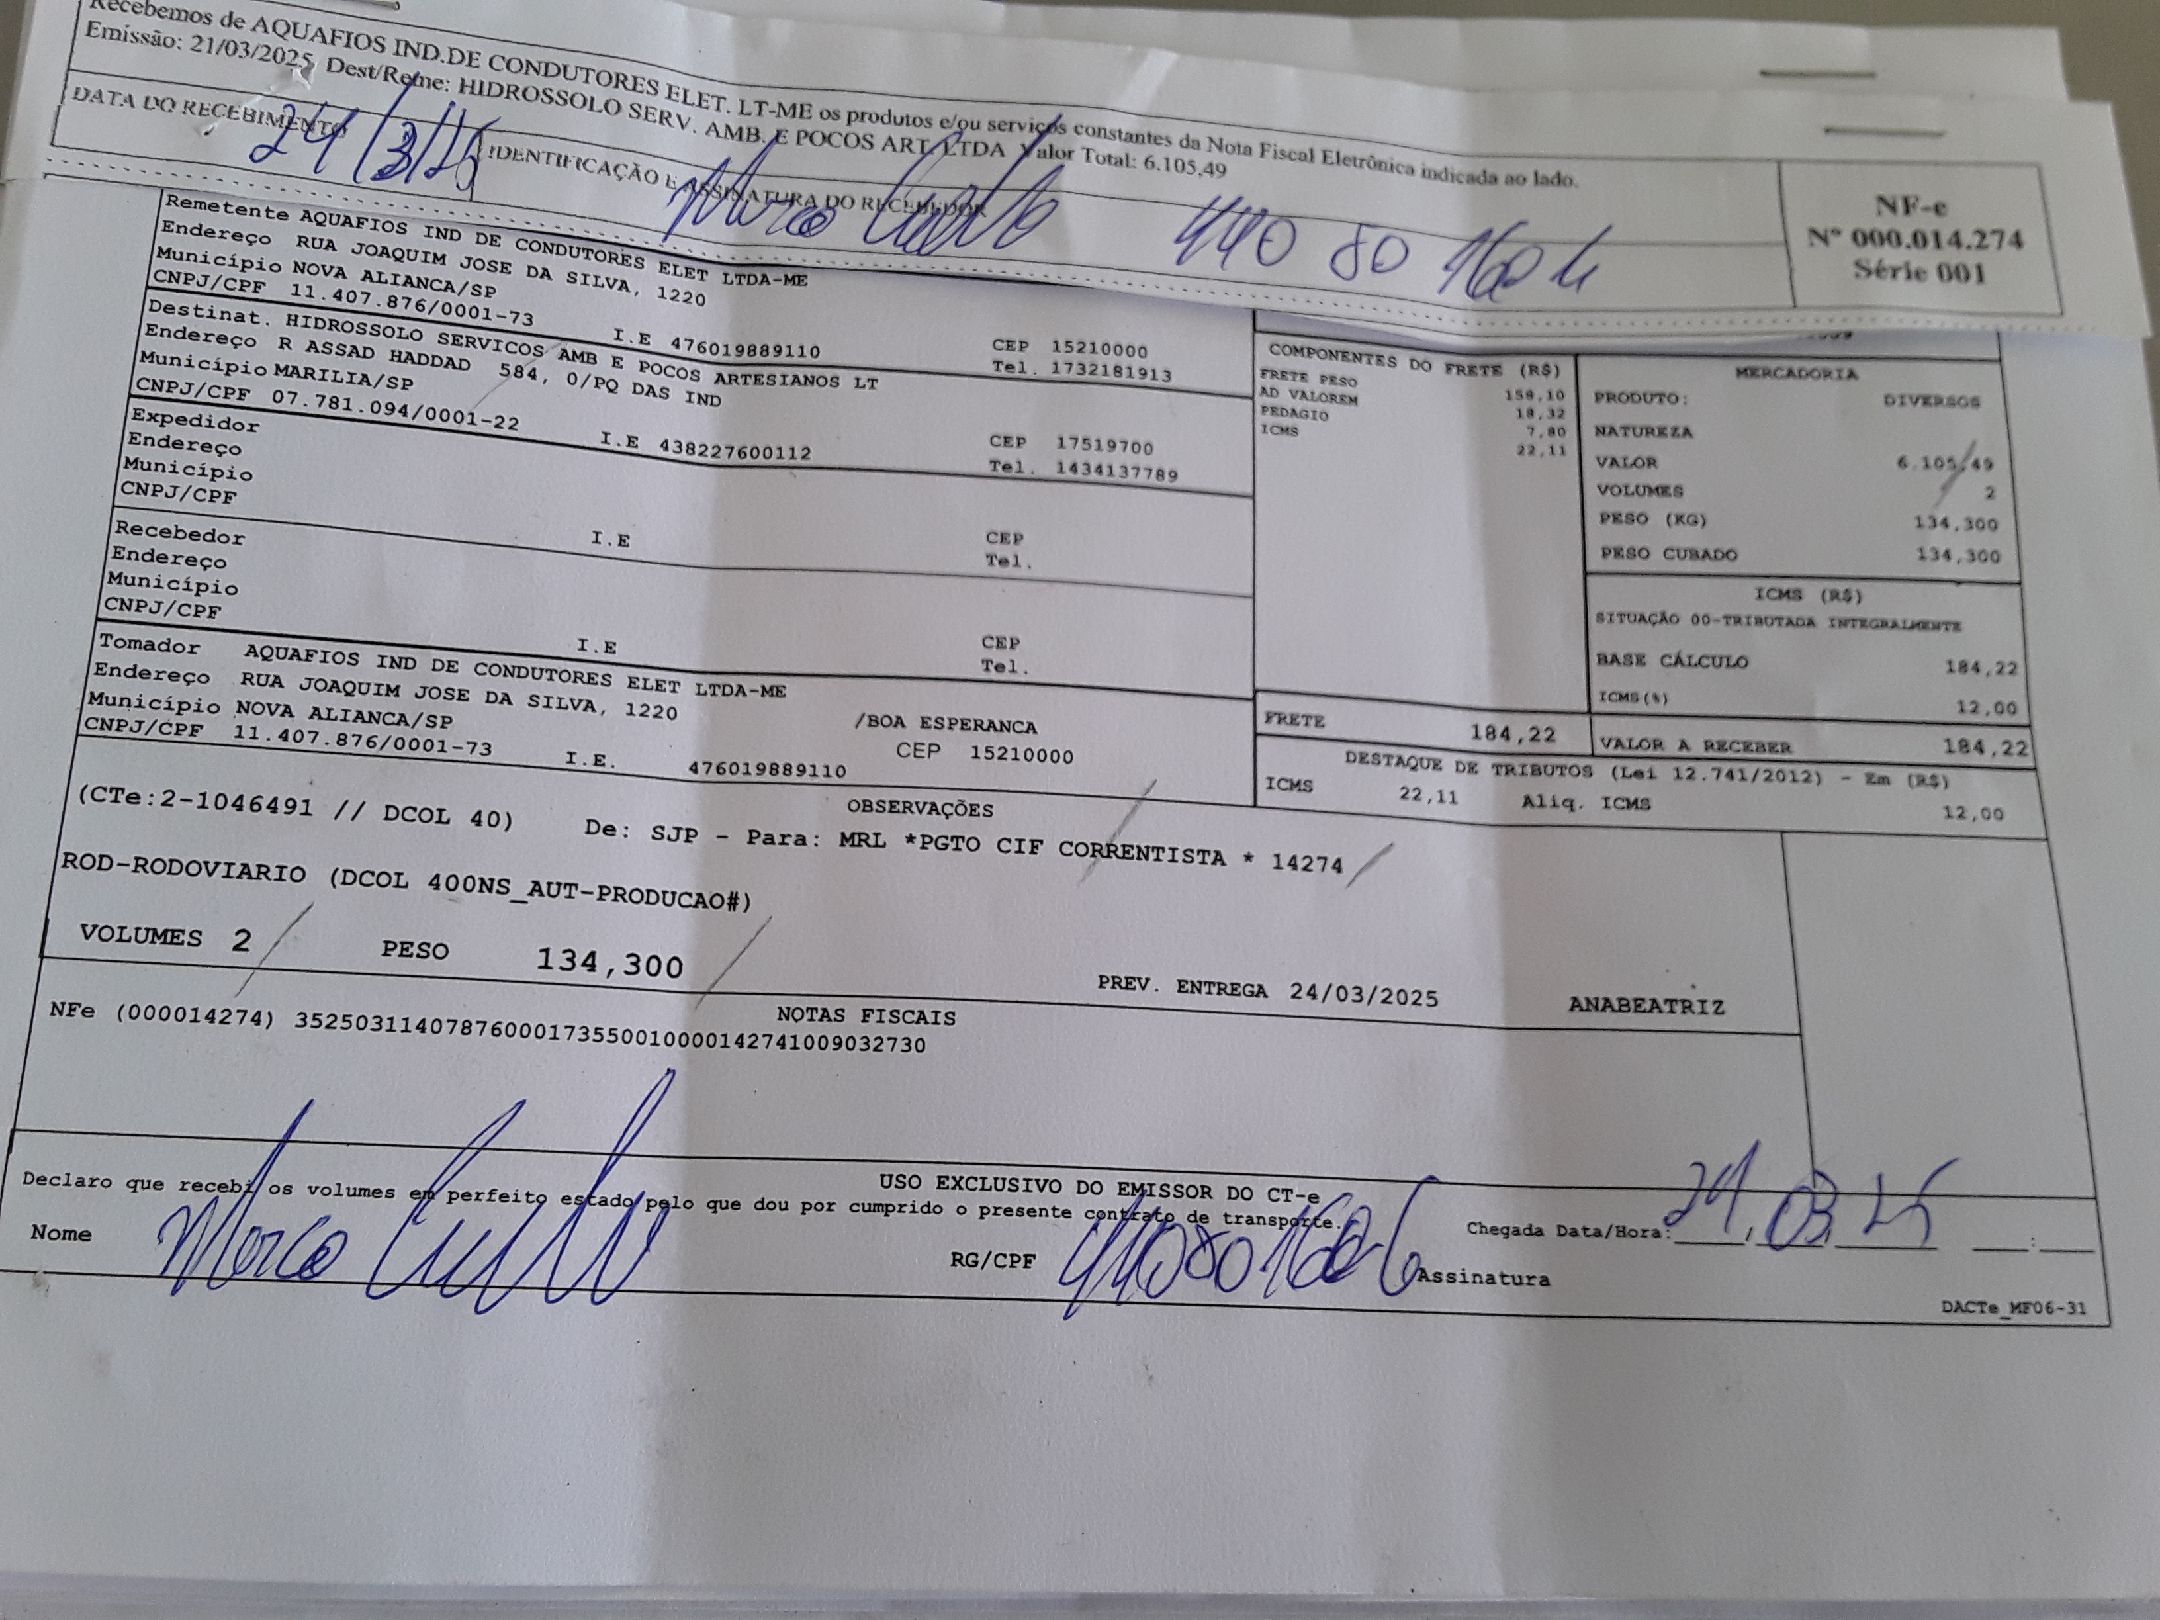 Recebemos de AQUAFIOS IND.DE CONDUTORES ELET. LT-ME os produtos e/ou serviços constantes da Nota Fiscal Eletrônica indicada ao lado.
Emissão: 21/03/2025 Dest/Reme: HIDROSSOLO SERV. AMB. E POCOS ART. LTDA Valor Total: 6.105,49
DATA DO RECEBIMENTO
24/3/25
IDENTIFICAÇÃO E ASSINATURA DO RECEBEDOR
440 80 160
NF-e
Nº 000.014.274
Série 001
Remetente AQUAFIOS IND DE CONDUTORES ELET LTDA-ME
Endereço RUA JOAQUIM JOSE DA SILVA, 1220
Município NOVA ALIANCA/SP CEP 15210000
CNPJ/CPF 11.407.876/0001-73 I.E 476019889110 Tel. 1732181913
Destinat. HIDROSSOLO SERVICOS AMB E POCOS ARTESIANOS LT
Endereço R ASSAD HADDAD 584, 0/PQ DAS IND
Município MARILIA/SP CEP 17519700
CNPJ/CPF 07.781.094/0001-22 I.E 438227600112 Tel. 1434137789
Expedidor
Endereço
Município CEP
CNPJ/CPF I.E Tel.
Recebedor
Endereço
Município CEP
CNPJ/CPF I.E Tel.
Tomador AQUAFIOS IND DE CONDUTORES ELET LTDA-ME
Endereço RUA JOAQUIM JOSE DA SILVA, 1220 /BOA ESPERANCA
Município NOVA ALIANCA/SP CEP 15210000
CNPJ/CPF 11.407.876/0001-73 I.E. 476019889110
COMPONENTES DO FRETE (R$)
FRETE PESO 158,10
AD VALOREM 18,32
PEDAGIO 7,80
ICMS 22,11
MERCADORIA
PRODUTO: DIVERSOS
NATUREZA
VALOR 6.105,49
VOLUMES 2
PESO (KG) 134,300
PESO CUBADO 134,300
ICMS (R$)
SITUAÇÃO 00-TRIBUTADA INTEGRALMENTE
BASE CÁLCULO 184,22
ICMS(%) 12,00
FRETE 184,22 VALOR A RECEBER 184,22
DESTAQUE DE TRIBUTOS (Lei 12.741/2012) - Em (R$)
ICMS 22,11 Aliq. ICMS 12,00
OBSERVAÇÕES
(CTe:2-1046491 // DCOL 40) De: SJP - Para: MRL *PGTO CIF CORRENTISTA * 14274
ROD-RODOVIARIO (DCOL 400NS_AUT-PRODUCAO#)
VOLUMES 2 PESO 134,300 PREV. ENTREGA 24/03/2025 ANABEATRIZ
NOTAS FISCAIS
NFe (000014274) 35250311407876000173550010000142741009032730
USO EXCLUSIVO DO EMISSOR DO CT-e
Declaro que recebi os volumes em perfeito estado pelo que dou por cumprido o presente contrato de transporte.
Chegada Data/Hora: 24/03/25 __:__
Nome RG/CPF Assinatura
DACTe_MF06-31